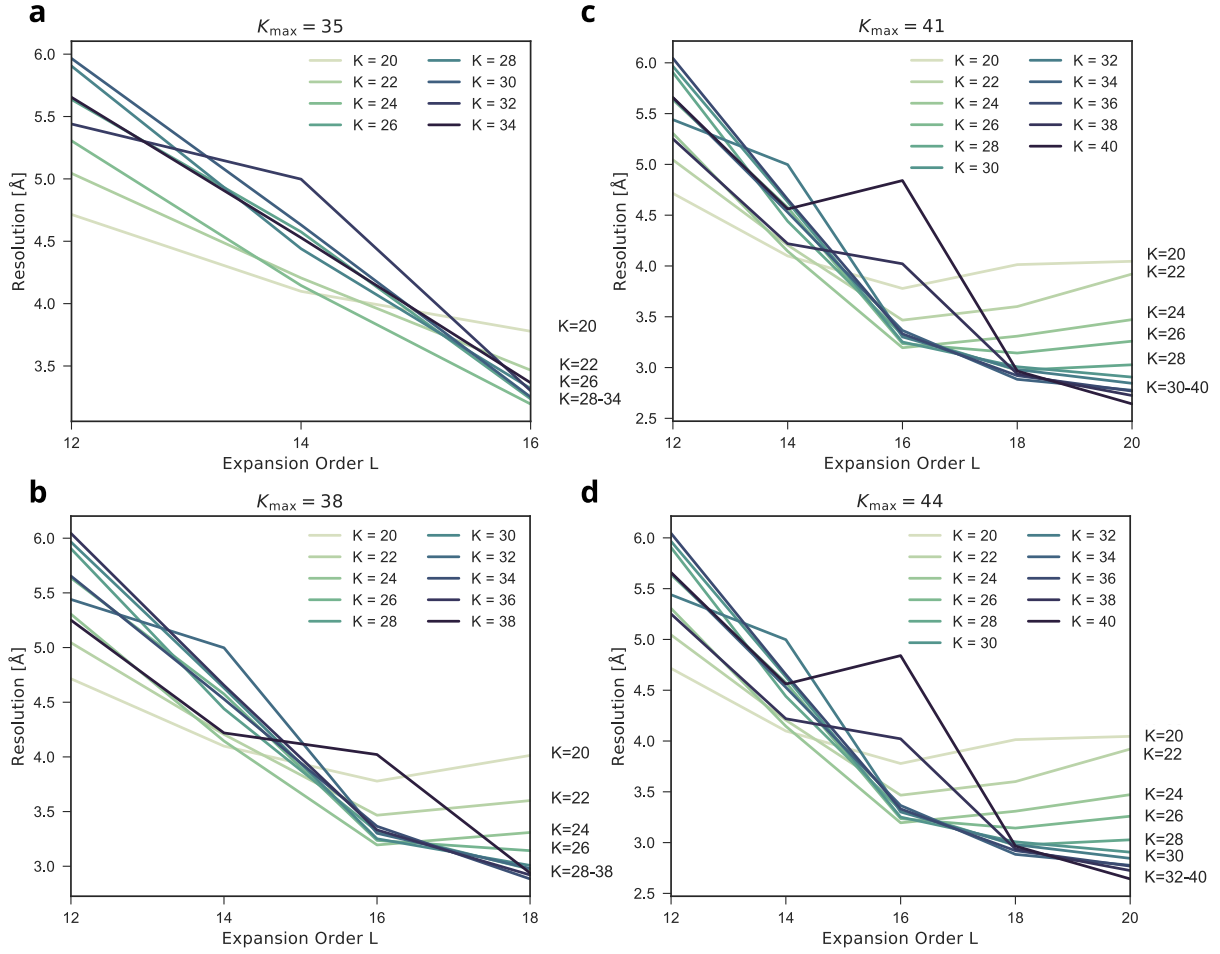 a
K_max = 35
6.0
5.5
5.0
4.5
4.0
3.5
Resolution [Å]
K = 20
K = 22
K = 24
K = 26
K = 28
K = 30
K = 32
K = 34
K=20
K=22
K=26
K=28-34
12
14
16
Expansion Order L
c
K_max = 41
6.0
5.5
5.0
4.5
4.0
3.5
3.0
2.5
Resolution [Å]
K = 20
K = 22
K = 24
K = 26
K = 28
K = 30
K = 32
K = 34
K = 36
K = 38
K = 40
K=20
K=22
K=24
K=26
K=28
K=30-40
12
14
16
18
20
Expansion Order L
b
K_max = 38
6.0
5.5
5.0
4.5
4.0
3.5
3.0
Resolution [Å]
K = 20
K = 22
K = 24
K = 26
K = 28
K = 30
K = 32
K = 34
K = 36
K = 38
K=20
K=22
K=24
K=26
K=28-38
12
14
16
18
Expansion Order L
d
K_max = 44
6.0
5.5
5.0
4.5
4.0
3.5
3.0
2.5
Resolution [Å]
K = 20
K = 22
K = 24
K = 26
K = 28
K = 30
K = 32
K = 34
K = 36
K = 38
K = 40
K=20
K=22
K=24
K=26
K=28
K=30
K=32-40
12
14
16
18
20
Expansion Order L